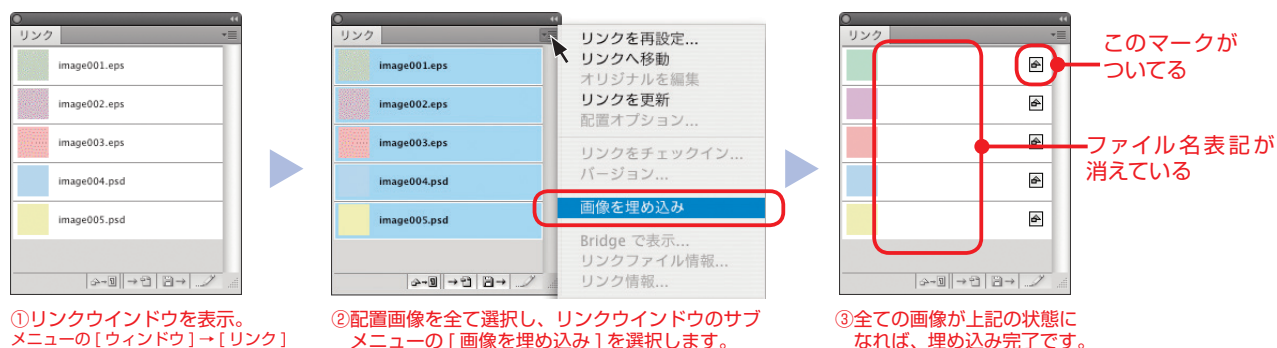 リンク
image001.eps
image002.eps
image003.eps
image004.psd
image005.psd
①リンクウインドウを表示。
メニューの [ ウィンドウ ] → [ リンク ]
リンク
image001.eps
image002.eps
image003.eps
image004.psd
image005.psd
リンクを再設定...
リンクへ移動
オリジナルを編集
リンクを更新
配置オプション...
リンクをチェックイン...
バージョン...
画像を埋め込み
Bridge で表示...
リンクファイル情報...
リンク情報...
②配置画像を全て選択し、リンクウインドウのサブ
メニューの [ 画像を埋め込み ] を選択します。
リンク
このマークが
ついてる
ファイル名表記が
消えている
③全ての画像が上記の状態に
なれば、埋め込み完了です。